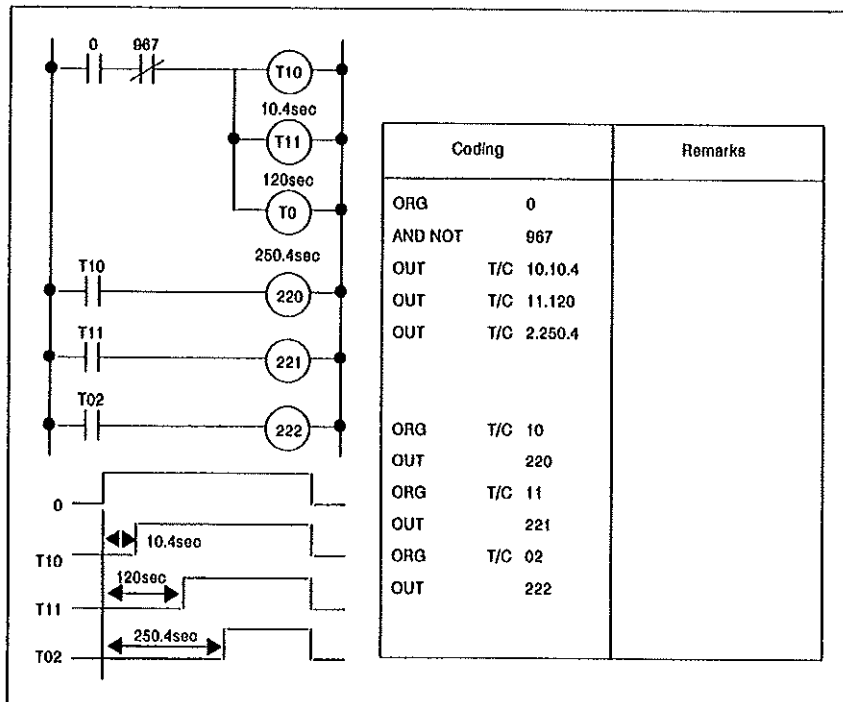 0 967
T10
10.4sec
T11
120sec
T0
250.4sec
T10
220
T11
221
T02
222
0
T10 10.4sec
120sec
T11
250.4sec
T02
Coding Remarks
ORG 0
AND NOT 967
OUT T/C 10.10.4
OUT T/C 11.120
OUT T/C 2.250.4
ORG T/C 10
OUT 220
ORG T/C 11
OUT 221
ORG T/C 02
OUT 222